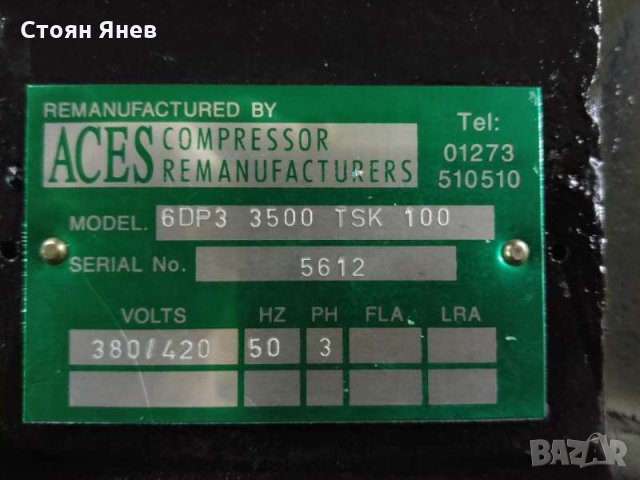 Стоян Янев
REMANUFACTURED BY
ACES COMPRESSOR REMANUFACTURERS
Tel:
01273
510510
MODEL. 6DP3 3500 TSK 100
SERIAL No. 5612
VOLTS HZ PH FLA LRA
380/420 50 3
BAZAR